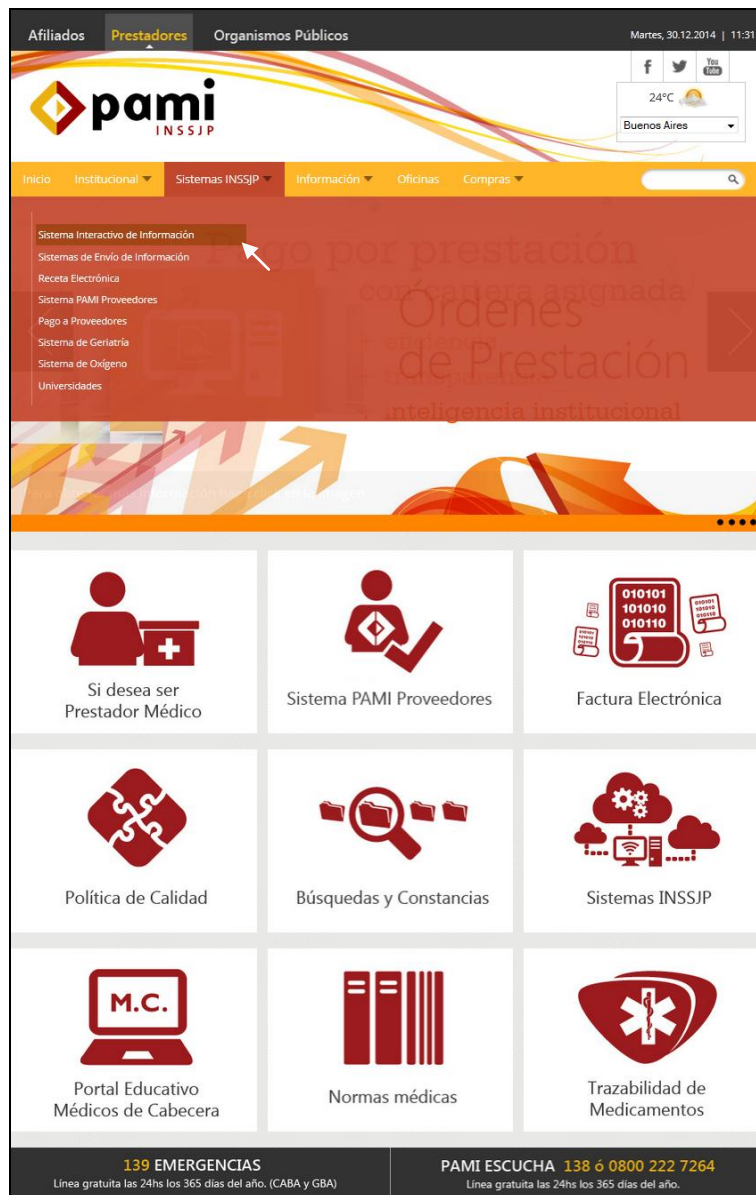 Afiliados Prestadores Organismos Públicos Martes, 30.12.2014 | 11:31
f You Tube
pami
INSSJP
24°C
Buenos Aires
Inicio Institucional Sistemas INSSJP Información Oficinas Compras
Sistema Interactivo de Información
Sistemas de Envío de Información
Receta Electrónica
Sistema PAMI Proveedores
Pago a Proveedores
Sistema de Geriatría
Sistema de Oxígeno
Universidades
Pago por prestación
con cartera asignada
Órdenes
de Prestación
+ inteligencia institucional
010101
101010
010110
Si desea ser
Prestador Médico
Sistema PAMI Proveedores
Factura Electrónica
Política de Calidad
Búsquedas y Constancias
Sistemas INSSJP
M.C.
Portal Educativo
Médicos de Cabecera
Normas médicas
Trazabilidad de
Medicamentos
139 EMERGENCIAS
Línea gratuita las 24hs los 365 días del año. (CABA y GBA)
PAMI ESCUCHA 138 ó 0800 222 7264
Línea gratuita las 24hs los 365 días del año.